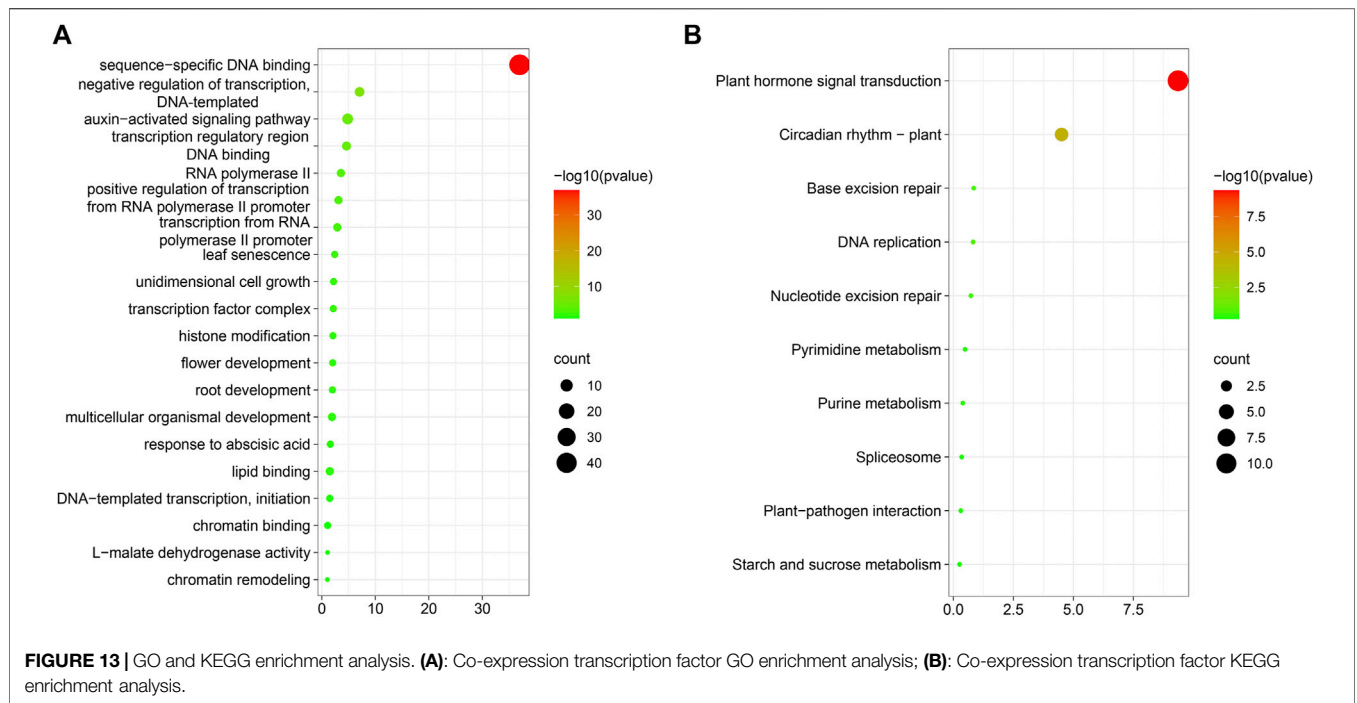 A
sequence−specific DNA binding
negative regulation of transcription,
DNA−templated
auxin−activated signaling pathway
transcription regulatory region
DNA binding
RNA polymerase II
positive regulation of transcription
from RNA polymerase II promoter
transcription from RNA
polymerase II promoter
leaf senescence
unidimensional cell growth
transcription factor complex
histone modification
flower development
root development
multicellular organismal development
response to abscisic acid
lipid binding
DNA−templated transcription, initiation
chromatin binding
L−malate dehydrogenase activity
chromatin remodeling
0 10 20 30
−log10(pvalue)
30
20
10
count
10
20
30
40
B
Plant hormone signal transduction
Circadian rhythm − plant
Base excision repair
DNA replication
Nucleotide excision repair
Pyrimidine metabolism
Purine metabolism
Spliceosome
Plant−pathogen interaction
Starch and sucrose metabolism
0.0 2.5 5.0 7.5
−log10(pvalue)
7.5
5.0
2.5
count
2.5
5.0
7.5
10.0
FIGURE 13 | GO and KEGG enrichment analysis. (A): Co-expression transcription factor GO enrichment analysis; (B): Co-expression transcription factor KEGG
enrichment analysis.